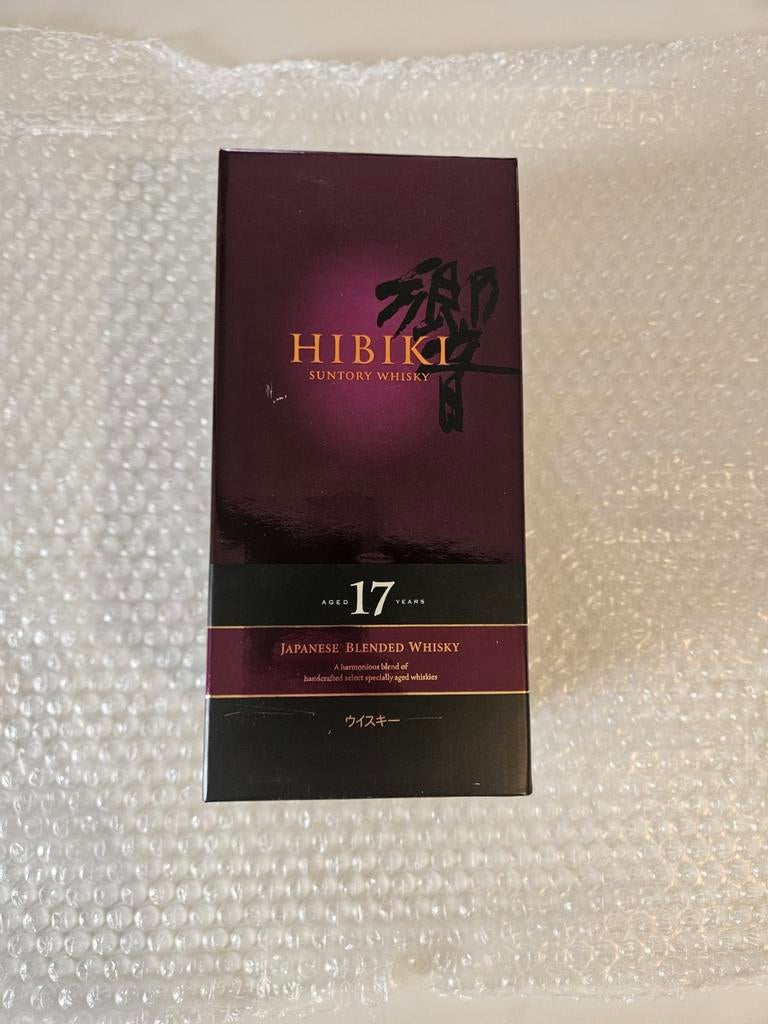 響
HIBIKI
SUNTORY WHISKY
AGED 17 YEARS
JAPANESE BLENDED WHISKY
A harmonious blend of
handcrafted select specially aged whiskies
ウイスキー